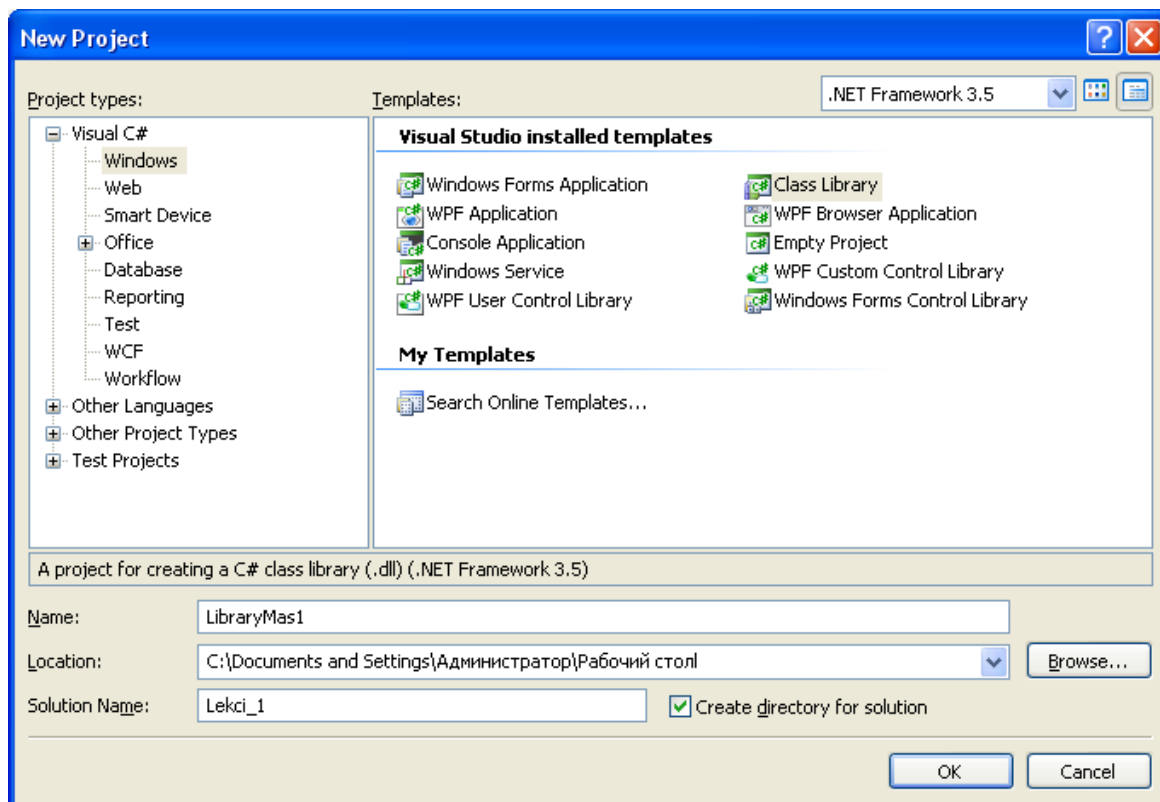 New Project
Project types:
Templates:
.NET Framework 3.5
Visual C#
Windows
Web
Smart Device
Office
Database
Reporting
Test
WCF
Workflow
Other Languages
Other Project Types
Test Projects
Visual Studio installed templates
Windows Forms Application
Class Library
WPF Application
WPF Browser Application
Console Application
Empty Project
Windows Service
WPF Custom Control Library
WPF User Control Library
Windows Forms Control Library
My Templates
Search Online Templates...
A project for creating a C# class library (.dll) (.NET Framework 3.5)
Name:
LibraryMas1
Location:
C:\Documents and Settings\Администратор\Рабочий стол
Browse...
Solution Name:
Lekci_1
Create directory for solution
OK
Cancel